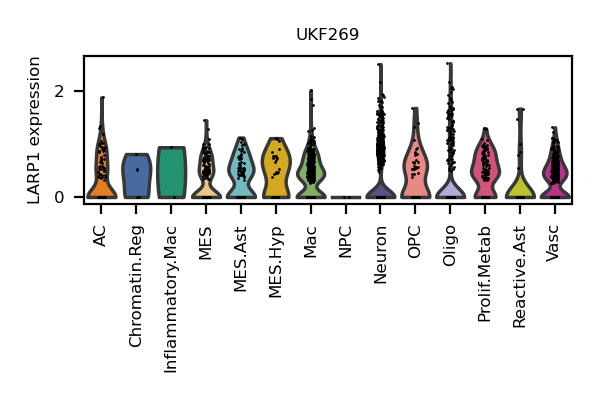 UKF269
LARP1 expression
2
0
AC
Chromatin.Reg
Inflammatory.Mac
MES
MES.Ast
MES.Hyp
Mac
NPC
Neuron
OPC
Oligo
Prolif.Metab
Reactive.Ast
Vasc